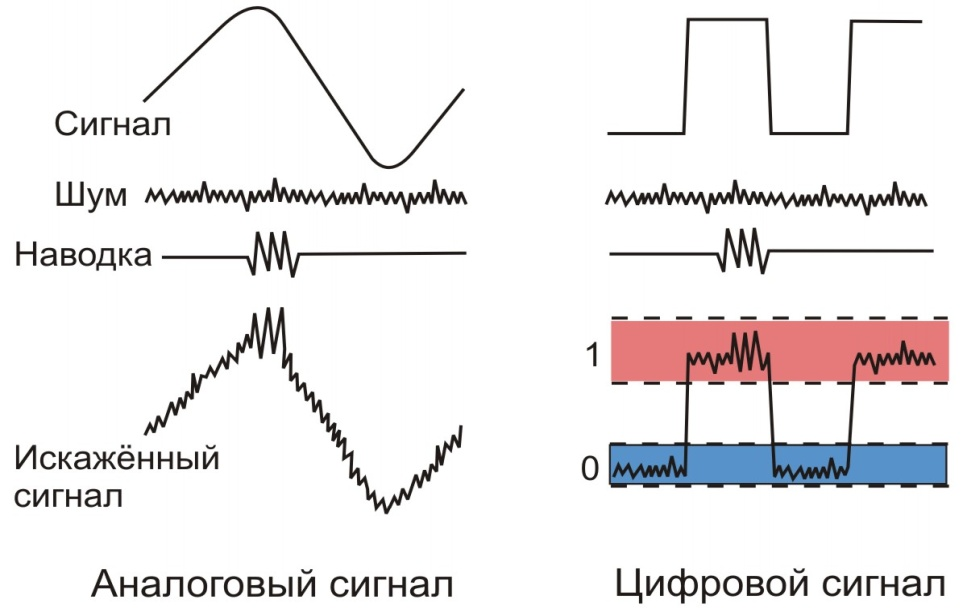 Сигнал
Шум
Наводка
1
0
Искажённый
сигнал
Аналоговый сигнал
Цифровой сигнал